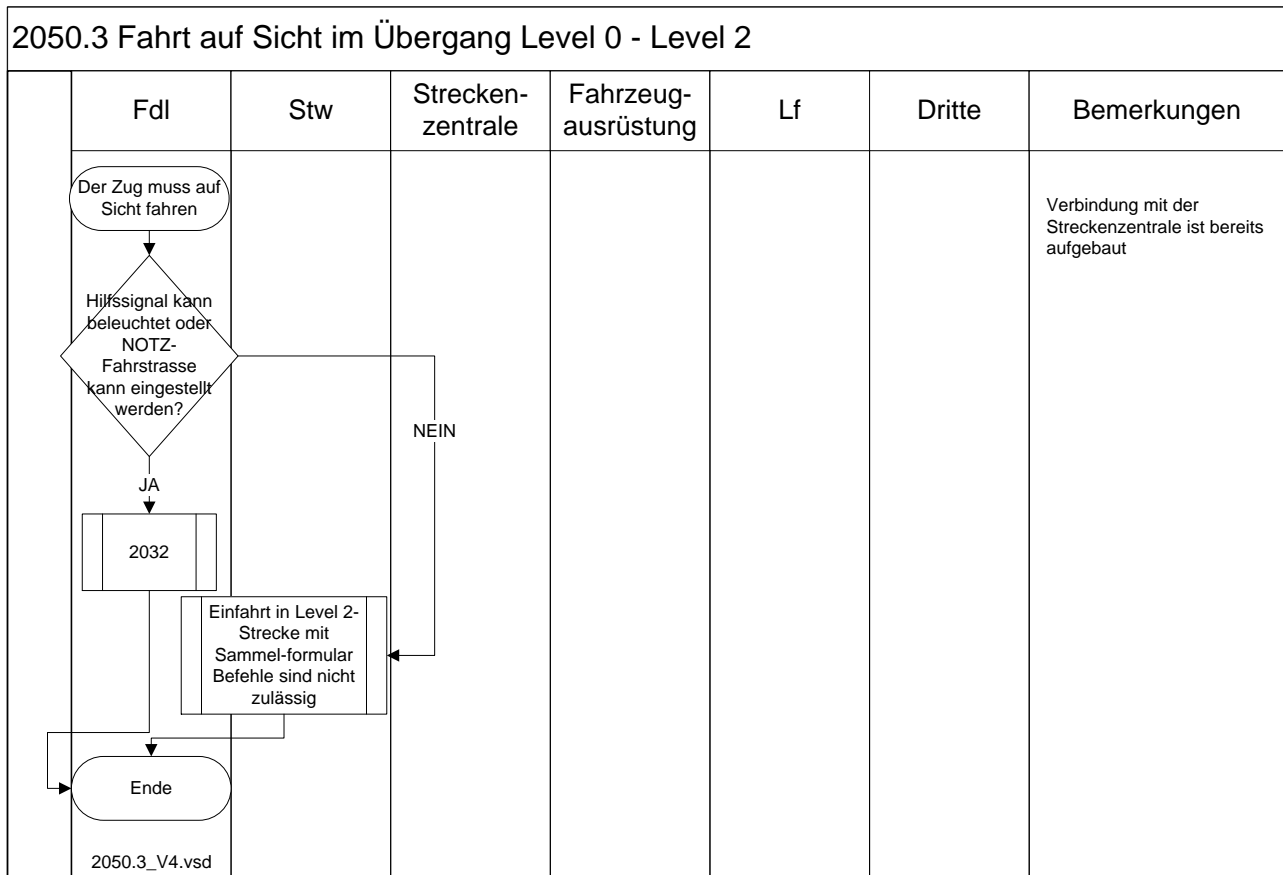 2050.3 Fahrt auf Sicht im Übergang Level 0 - Level 2
Fdl
Stw
Strecken-
zentrale
Fahrzeug-
ausrüstung
Lf
Dritte
Bemerkungen
Der Zug muss auf
Sicht fahren
Verbindung mit der
Streckenzentrale ist bereits
aufgebaut
Hilfssignal kann
beleuchtet oder
NOTZ-
Fahrstrasse
kann eingestellt
werden?
NEIN
JA
2032
Einfahrt in Level 2-
Strecke mit
Sammel-formular
Befehle sind nicht
zulässig
Ende
2050.3_V4.vsd